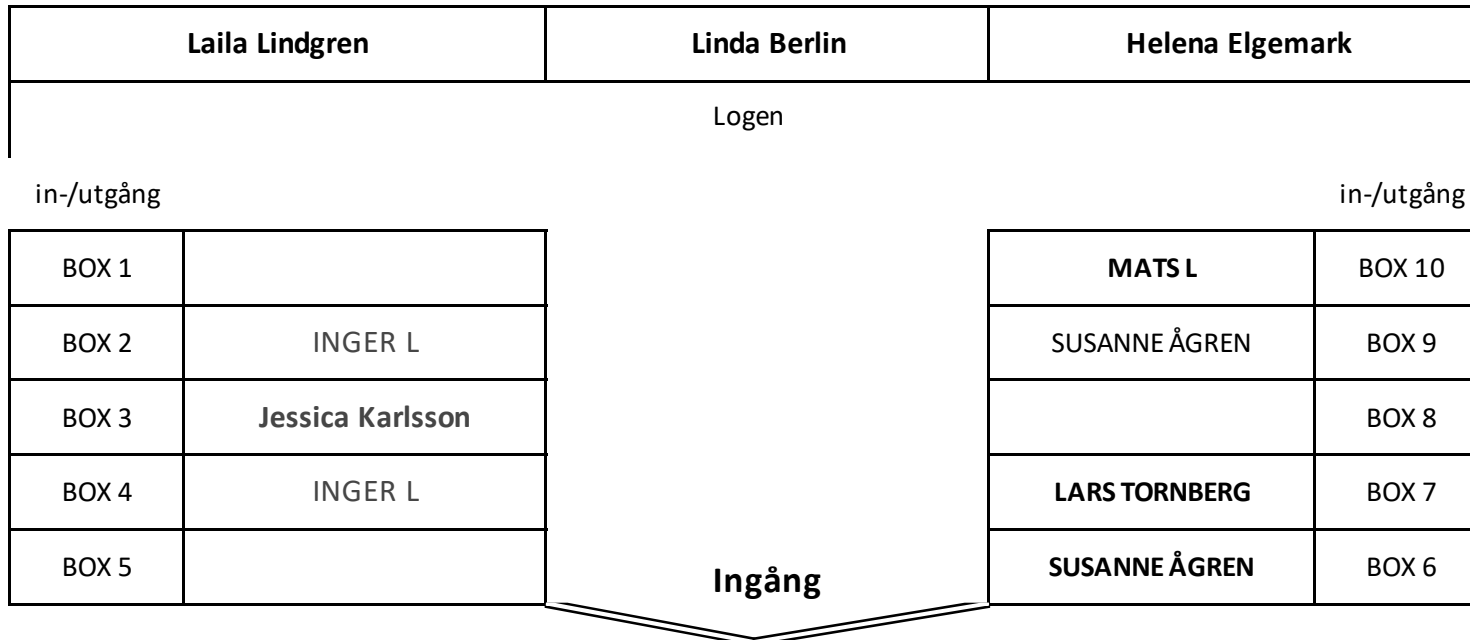 Laila Lindgren Linda Berlin Helena Elgemark
Logen
in-/utgång in-/utgång
BOX 1 MATS L BOX 10
BOX 2 INGER L SUSANNE ÅGREN BOX 9
BOX 3 Jessica Karlsson BOX 8
BOX 4 INGER L LARS TORNBERG BOX 7
BOX 5 Ingång SUSANNE ÅGREN BOX 6